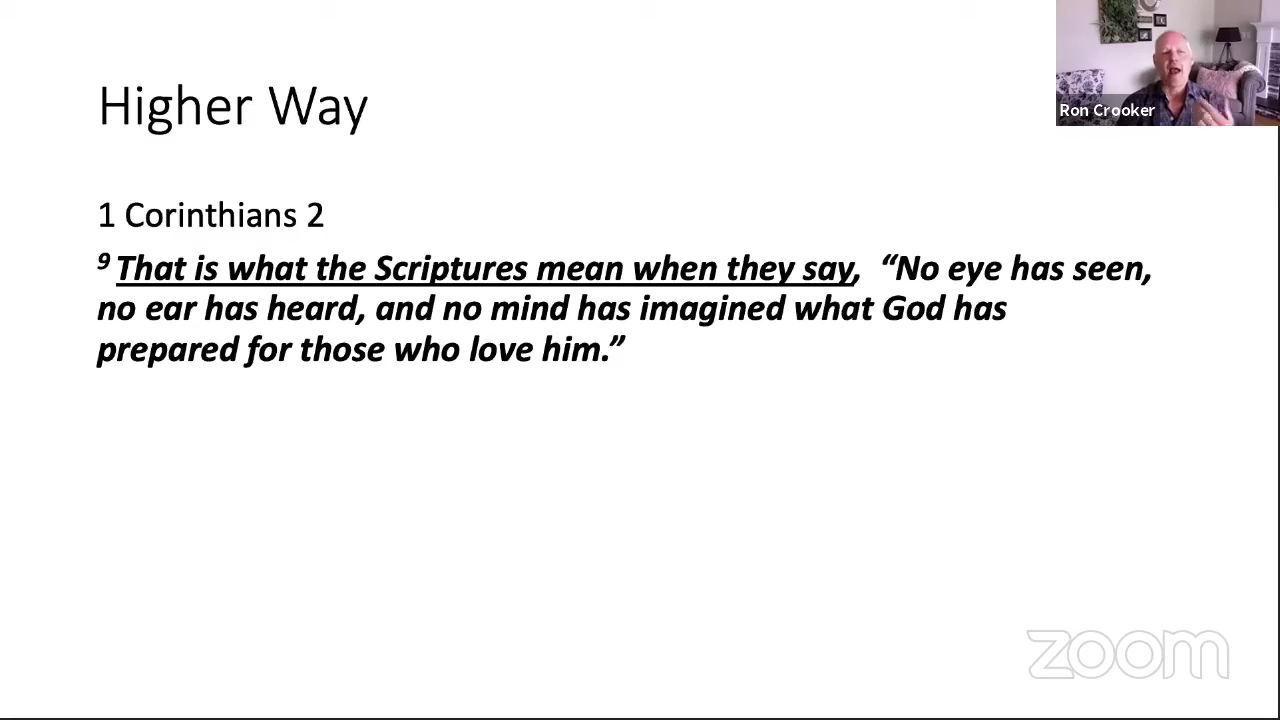 Higher Way
Ron Crooker
1 Corinthians 2
9 That is what the Scriptures mean when they say, “No eye has seen,
no ear has heard, and no mind has imagined what God has
prepared for those who love him.”
zoom